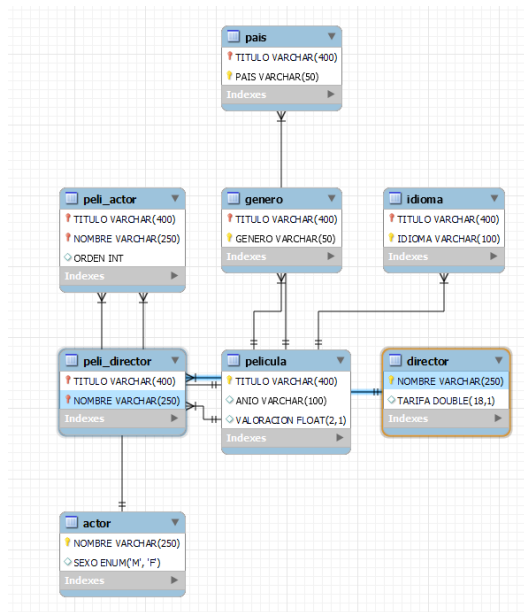 pais
TITULO VARCHAR(400)
PAIS VARCHAR(50)
Indexes
peli_actor
TITULO VARCHAR(400)
NOMBRE VARCHAR(250)
ORDEN INT
Indexes
genero
TITULO VARCHAR(400)
GENERO VARCHAR(50)
Indexes
idioma
TITULO VARCHAR(400)
IDIOMA VARCHAR(100)
Indexes
peli_director
TITULO VARCHAR(400)
NOMBRE VARCHAR(250)
Indexes
pelicula
TITULO VARCHAR(400)
ANIO VARCHAR(100)
VALORACION FLOAT(2,1)
Indexes
director
NOMBRE VARCHAR(250)
TARIFA DOUBLE(18,1)
Indexes
actor
NOMBRE VARCHAR(250)
SEXO ENUM('M', 'F')
Indexes